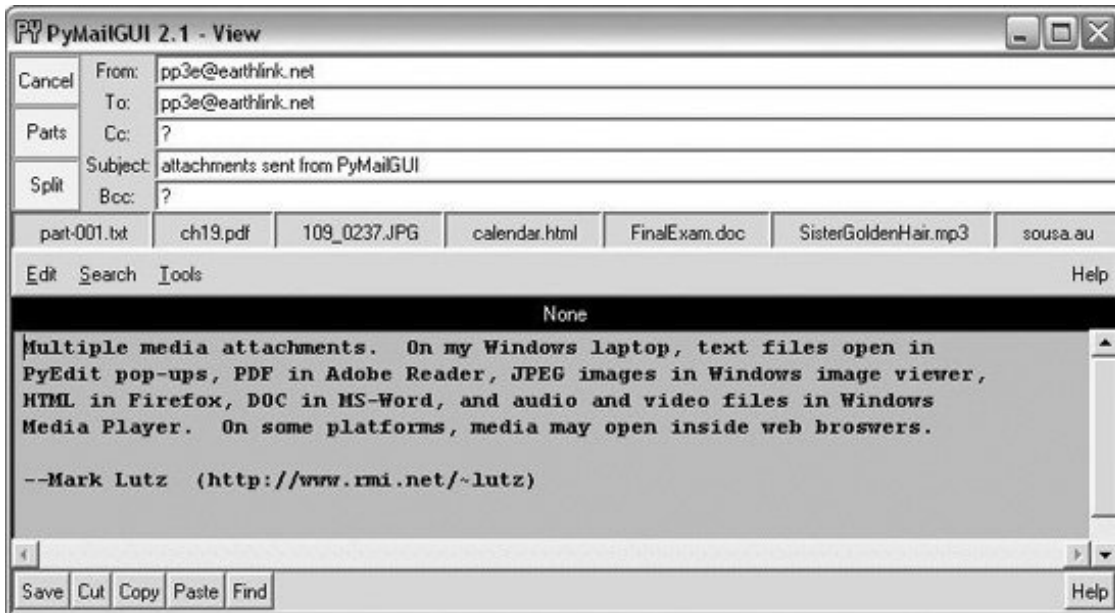 PY PyMailGUI 2.1 - View
Cancel From: pp3e@earthlink.net
To: pp3e@earthlink.net
Parts Cc: ?
Subject: attachments sent from PyMailGUI
Split Bcc: ?
part-001.txt ch19.pdf 109_0237.JPG calendar.html FinalExam.doc SisterGoldenHair.mp3 sousa.au
Edit Search Tools Help
None
Multiple media attachments. On my Windows laptop, text files open in
PyEdit pop-ups, PDF in Adobe Reader, JPEG images in Windows image viewer,
HTML in Firefox, DOC in MS-Word, and audio and video files in Windows
Media Player. On some platforms, media may open inside web broswers.
--Mark Lutz (http://www.rmi.net/~lutz)
Save Cut Copy Paste Find Help